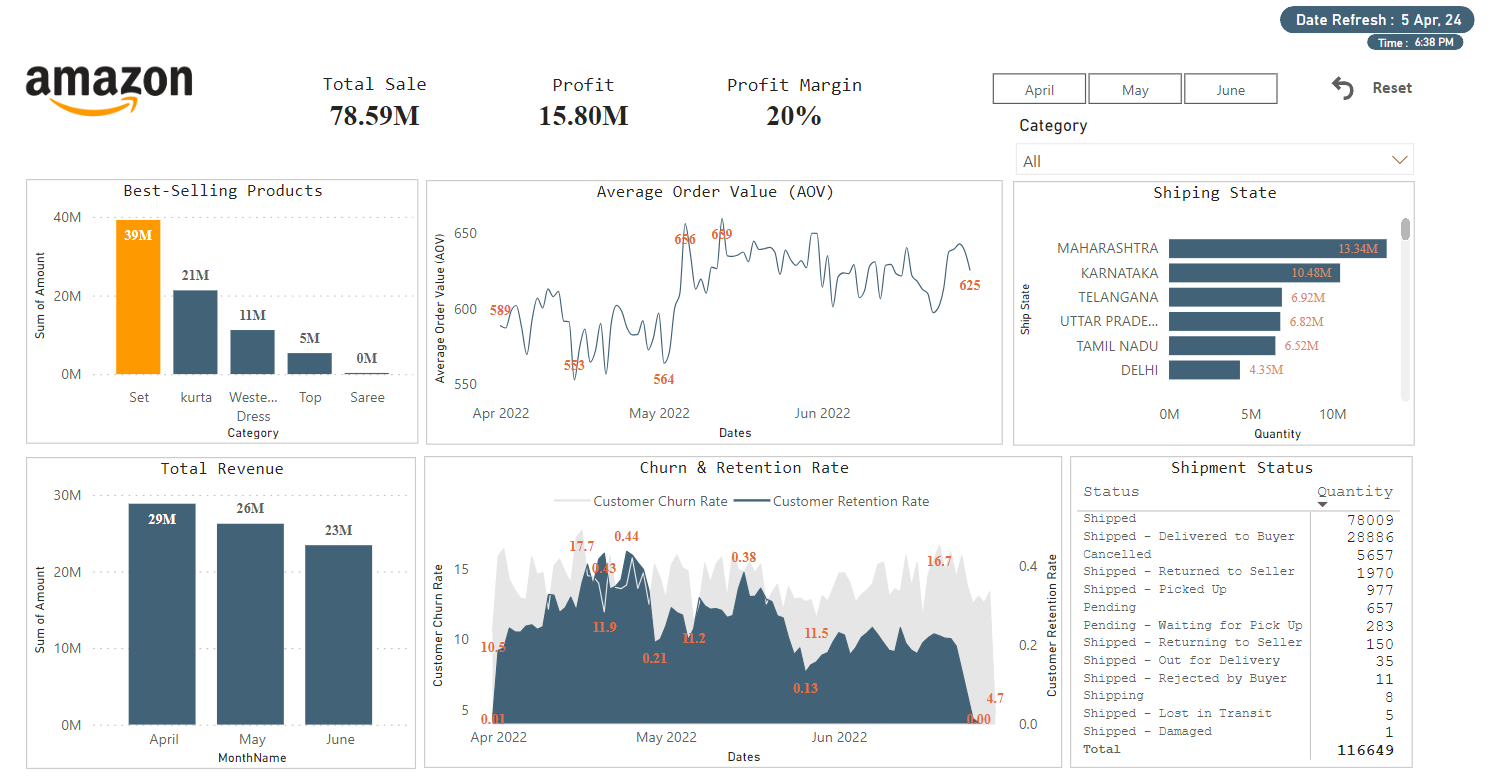 Date Refresh : 5 Apr, 24
Time : 6:38 PM
amazon
Total Sale
78.59M
Profit
15.80M
Profit Margin
20%
April
May
June
Reset
Category
All
Best-Selling Products
Sum of Amount
40M
20M
0M
39M
21M
11M
5M
0M
Set
kurta
Weste...
Dress
Top
Saree
Category
Average Order Value (AOV)
Average Order Value (AOV)
650
600
550
589
553
564
656
659
625
Apr 2022
May 2022
Jun 2022
Dates
Shiping State
Ship State
MAHARASHTRA 13.34M
KARNATAKA 10.48M
TELANGANA 6.92M
UTTAR PRADE... 6.82M
TAMIL NADU 6.52M
DELHI 4.35M
0M 5M 10M
Quantity
Total Revenue
Sum of Amount
30M
20M
10M
0M
29M
26M
23M
April
May
June
MonthName
Churn & Retention Rate
Customer Churn Rate
Customer Retention Rate
Customer Churn Rate
15
10
5
10.5
0.01
17.7
0.43
0.44
11.9
0.21
11.2
0.38
11.5
0.13
16.7
4.7
0.00
0.4
0.2
0.0
Customer Retention Rate
Apr 2022
May 2022
Jun 2022
Dates
Shipment Status
Status Quantity
Shipped 78009
Shipped - Delivered to Buyer 28886
Cancelled 5657
Shipped - Returned to Seller 1970
Shipped - Picked Up 977
Pending 657
Pending - Waiting for Pick Up 283
Shipped - Returning to Seller 150
Shipped - Out for Delivery 35
Shipped - Rejected by Buyer 11
Shipping 8
Shipped - Lost in Transit 5
Shipped - Damaged 1
Total 116649